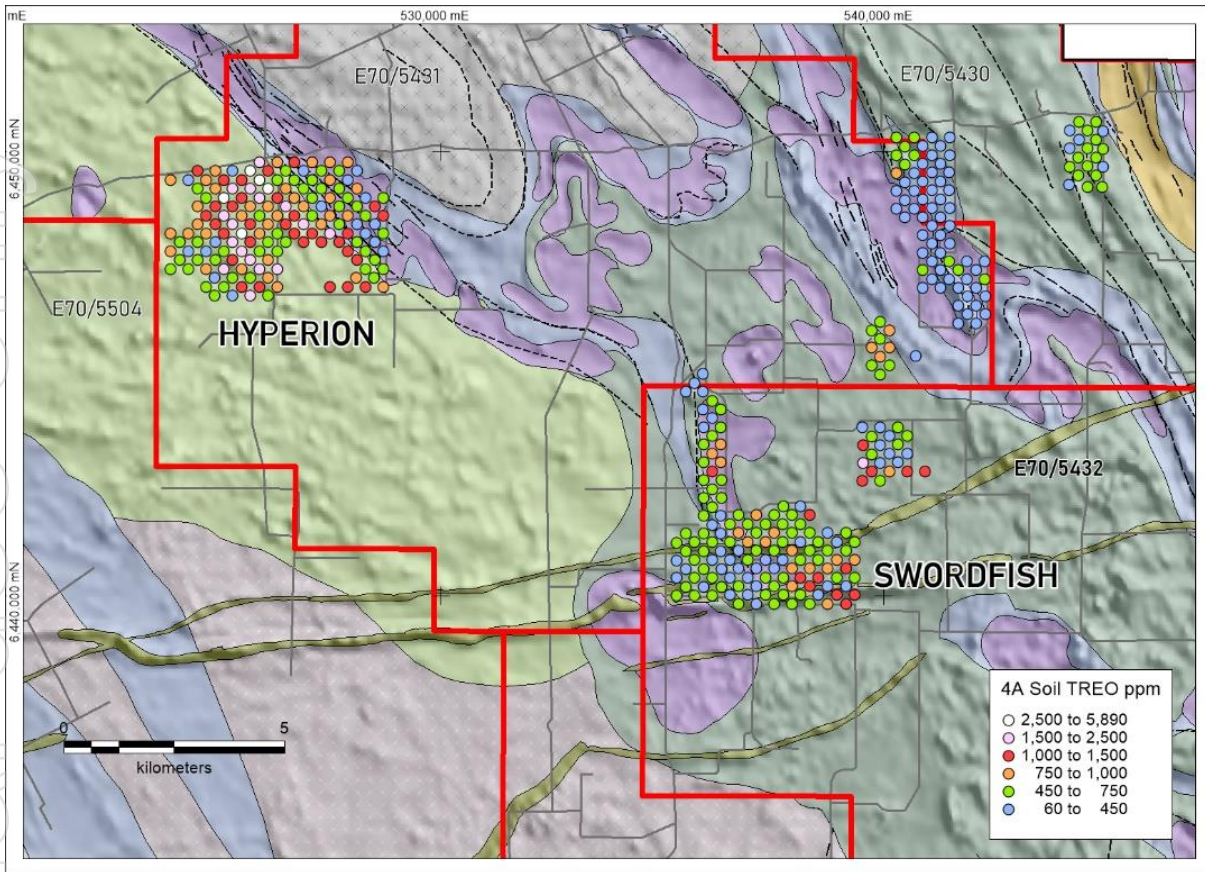 mE
530,000 mE
540,000 mE
E70/5431
E70/5430
6,450,000 mN
E70/5504
HYPERION
E70/5432
SWORDFISH
6,440,000 mN
0 5
kilometers
4A Soil TREO ppm
2,500 to 5,890
1,500 to 2,500
1,000 to 1,500
750 to 1,000
450 to 750
60 to 450